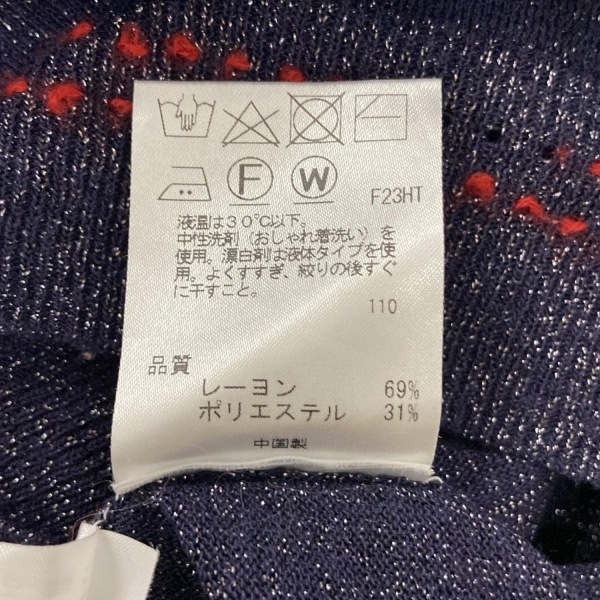 F W F23HT
液温は30℃以下。
中性洗剤(おしゃれ着洗い)を
使用。漂白剤は液体タイプを使
用。よくすすぎ、絞りの後すぐ
に干すこと。
110
品質
レーヨン 69%
ポリエステル 31%
中国製